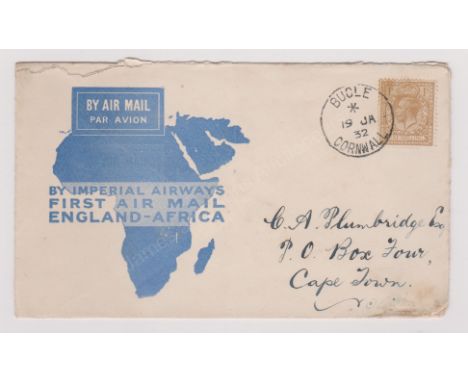 BY AIR MAIL
PAR AVION
BY IMPERIAL AIRWAYS
FIRST AIR MAIL
ENGLAND-AFRICA
BUGLE
*
19 JA
32
CORNWALL
C. A. Plumbridge Esq
P. O. Box Four,
Cape Town.